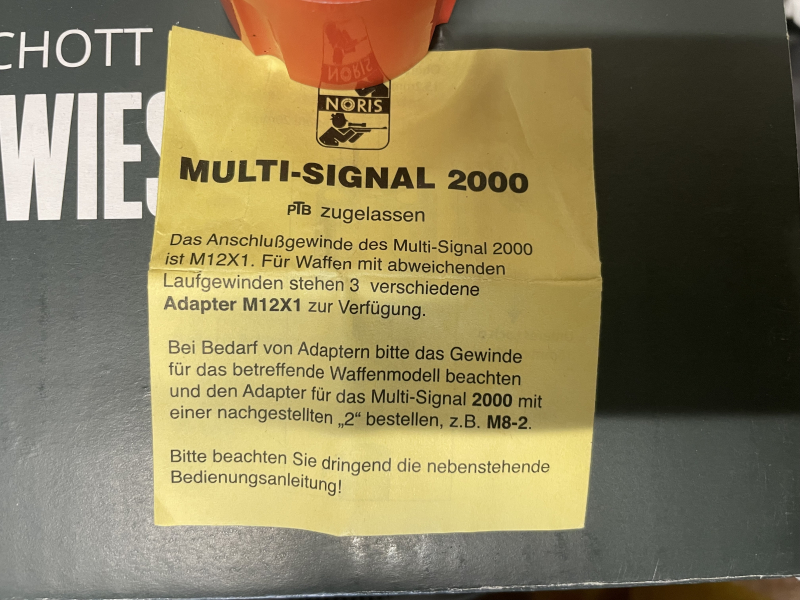 CHOTT
WIES
NORIS
NORIS
MULTI-SIGNAL 2000
PTB zugelassen
Das Anschlußgewinde des Multi-Signal 2000
ist M12X1. Für Waffen mit abweichenden
Laufgewinden stehen 3 verschiedene
Adapter M12X1 zur Verfügung.
Bei Bedarf von Adaptern bitte das Gewinde
für das betreffende Waffenmodell beachten
und den Adapter für das Multi-Signal 2000 mit
einer nachgestellten „2“ bestellen, z.B. M8-2.
Bitte beachten Sie dringend die nebenstehende
Bedienungsanleitung!